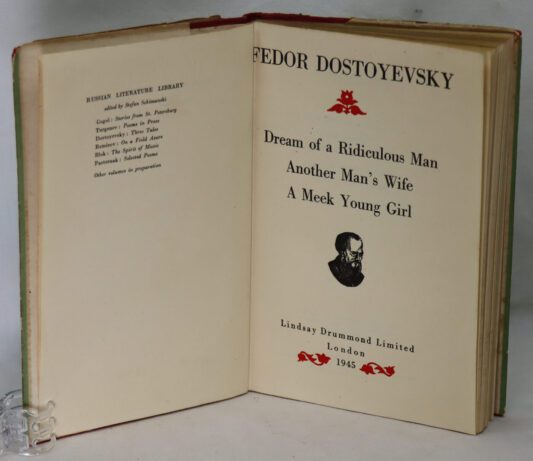 RUSSIAN LITERATURE LIBRARY
edited by Stefan Schimanski
Gogol: Stories from St. Petersburg
Turgenev: Poems in Prose
Dostoyevsky: Three Tales
Remisov: On a Field Azure
Blok: The Spirit of Music
Pasternak: Selected Poems
Other volumes in preparation
FEDOR DOSTOYEVSKY
Dream of a Ridiculous Man
Another Man's Wife
A Meek Young Girl
Lindsay Drummond Limited
London
1945